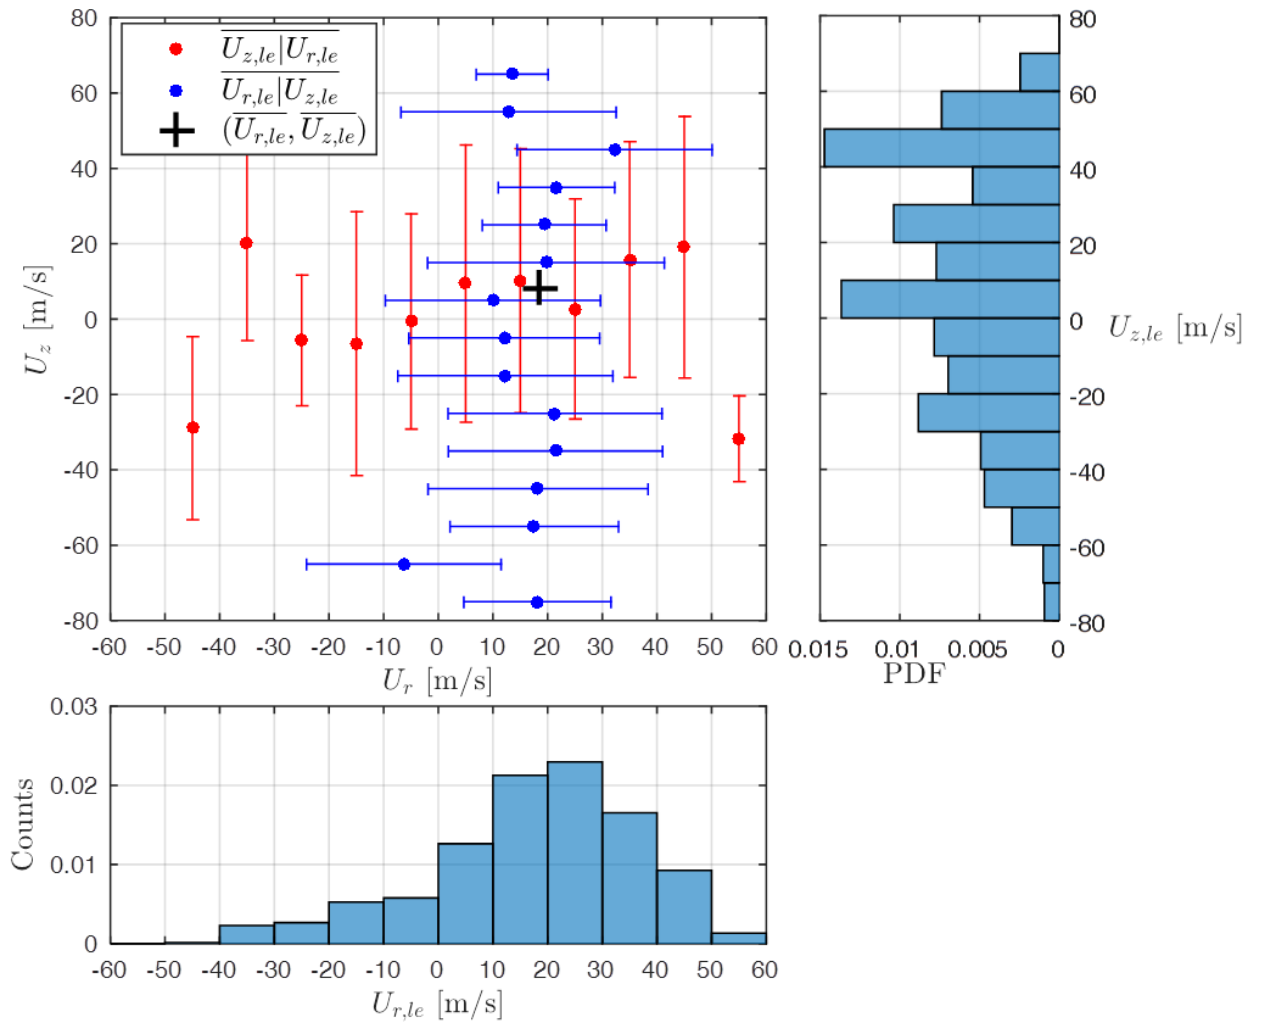 80
60
40
20
0
-20
-40
-60
-80
U_z [m/s]
U_{z,le}|U_{r,le}
U_{r,le}|U_{z,le}
(U_{r,le}, U_{z,le})
-60 -50 -40 -30 -20 -10 0 10 20 30 40 50 60
U_r [m/s]
80
60
40
20
0
-20
-40
-60
-80
U_{z,le} [m/s]
0.015 0.01 0.005 0
PDF
0.03
0.02
0.01
0
Counts
-60 -50 -40 -30 -20 -10 0 10 20 30 40 50 60
U_{r,le} [m/s]